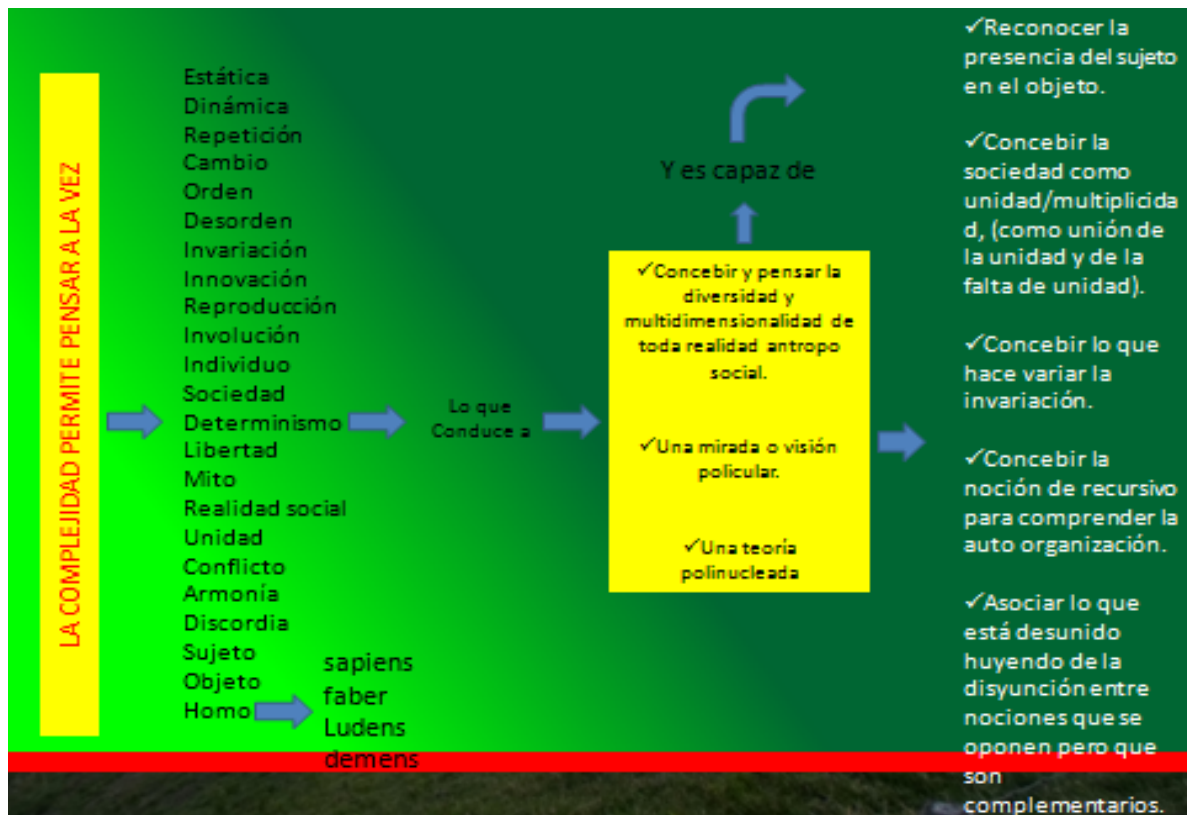 LA COMPLEJIDAD PERMITE PENSAR A LA VEZ
Estática
Dinámica
Repetición
Cambio
Orden
Desorden
Invariación
Innovación
Reproducción
Involución
Individuo
Sociedad
Determinismo
Libertad
Mito
Realidad social
Unidad
Conflicto
Armonía
Discordia
Sujeto
Objeto
Homo
sapiens
faber
Ludens
demens
Lo que
Conduce a
✓Concebir y pensar la
diversidad y
multidimensionalidad de
toda realidad antropo
social.
✓Una mirada o visión
policular.
✓Una teoría
polinucleada
Y es capaz de
✓Reconocer la
presencia del sujeto
en el objeto.
✓Concebir la
sociedad como
unidad/multiplicida
d, (como unión de
la unidad y de la
falta de unidad).
✓Concebir lo que
hace variar la
invariación.
✓Concebir la
noción de recursivo
para comprender la
auto organización.
✓Asociar lo que
está desunido
huyendo de la
disyunción entre
nociones que se
oponen pero que
son
complementarios.